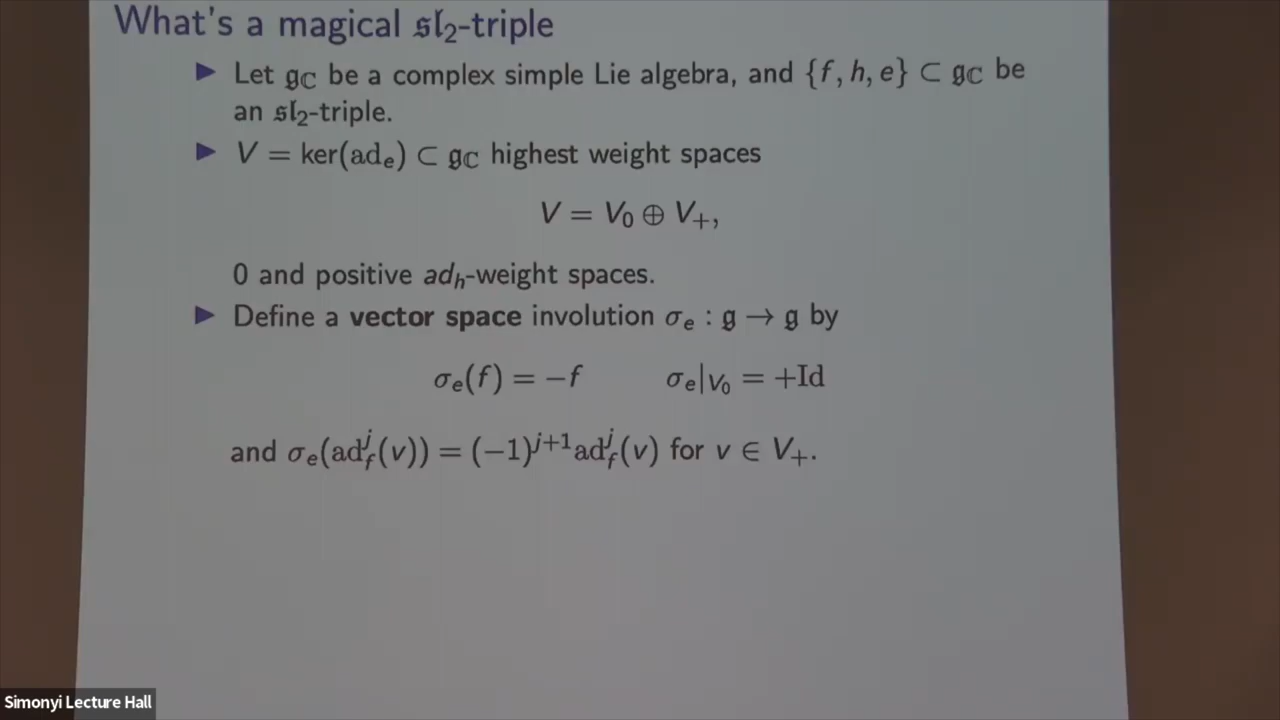 What's a magical 𝔰𝔩₂-triple
▶ Let 𝔤_ℂ be a complex simple Lie algebra, and {f, h, e} ⊂ 𝔤_ℂ be
an 𝔰𝔩₂-triple.
▶ V = ker(ad_e) ⊂ 𝔤_ℂ highest weight spaces
V = V₀ ⊕ V₊,
0 and positive ad_h-weight spaces.
▶ Define a vector space involution σ_e : 𝔤 → 𝔤 by
σ_e(f) = −f σ_e|_{V₀} = +Id
and σ_e(ad_f^j(v)) = (−1)^{j+1}ad_f^j(v) for v ∈ V₊.
Simonyi Lecture Hall